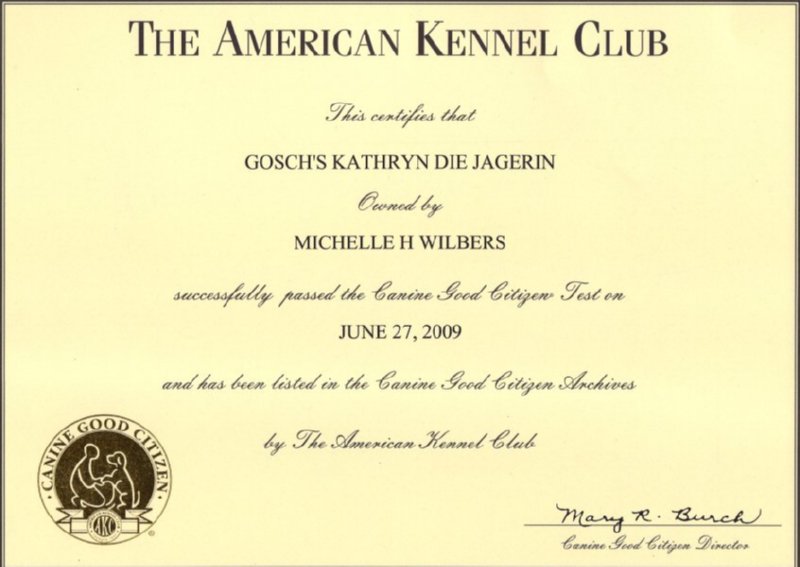 THE AMERICAN KENNEL CLUB
This certifies that
GOSCH'S KATHRYN DIE JAGERIN
Owned by
MICHELLE H WILBERS
successfully passed the Canine Good Citizen® Test on
JUNE 27, 2009
and has been listed in the Canine Good Citizen Archives
by The American Kennel Club
· CANINE GOOD CITIZEN ·
AKC
®
Mary R. Burch
Canine Good Citizen Director